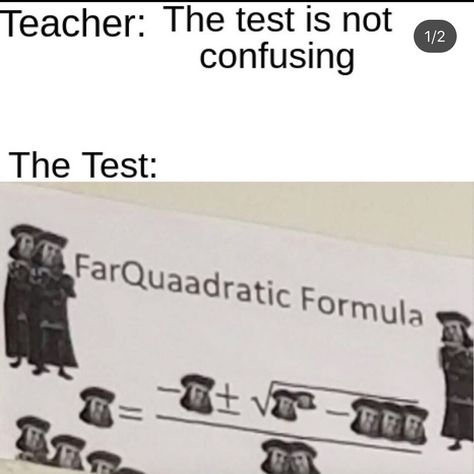 Teacher: The test is not
confusing
1/2
The Test:
FarQuaadratic Formula
= -± √ -